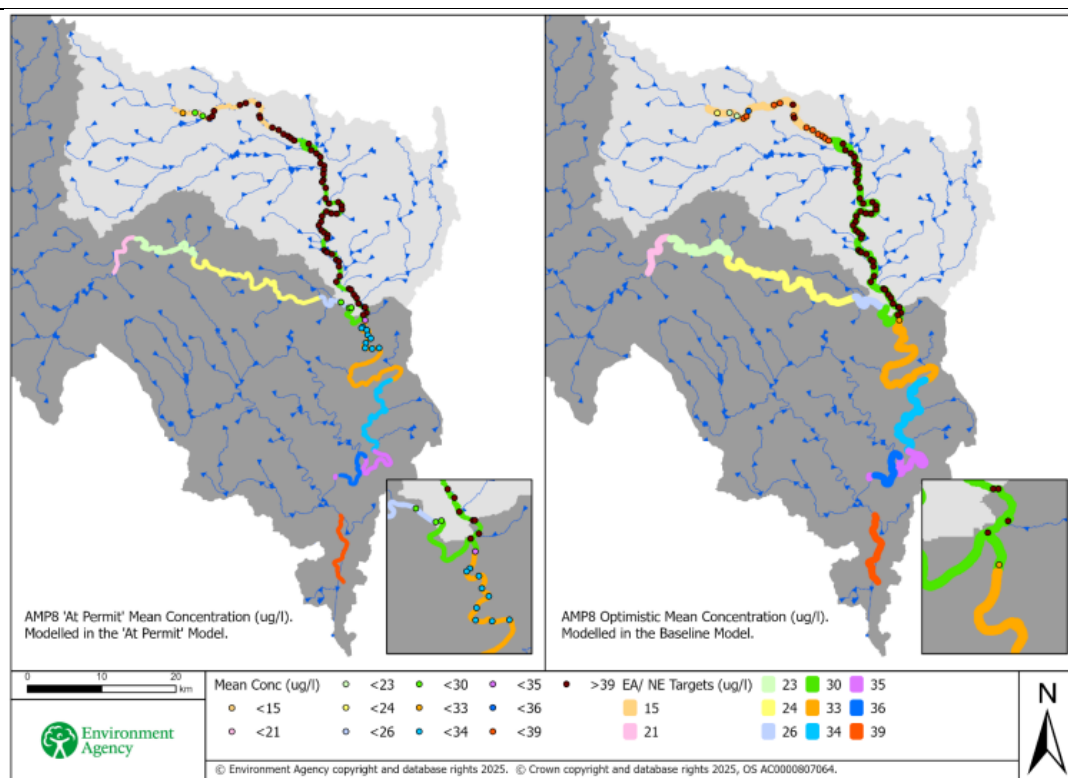 AMP8 'At Permit' Mean Concentration (ug/l).
Modelled in the 'At Permit' Model.
AMP8 Optimistic Mean Concentration (ug/l).
Modelled in the Baseline Model.
0 10 20
km
Environment
Agency
Mean Conc (ug/l)
<15
<21
<23
<24
<26
<30
<33
<34
<35
<36
<39
>39
EA/ NE Targets (ug/l)
15
21
23
24
26
30
33
34
35
36
39
N
© Environment Agency copyright and database rights 2025. © Crown copyright and database rights 2025, OS AC0000807064.